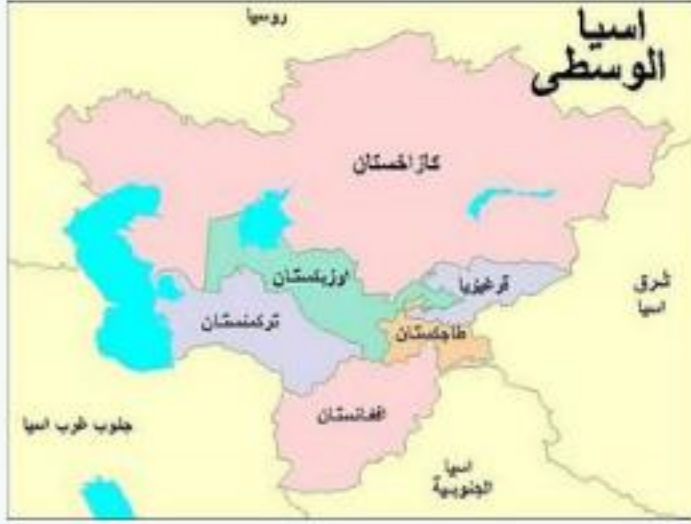 اسيا
الوسطى
روسيا
كازاخستان
اوزبكستان
قرغيزيا
شرق
اسيا
تركمنستان
طاجكستان
افغانستان
جنوب غرب اسيا
اسيا
الجنوبية